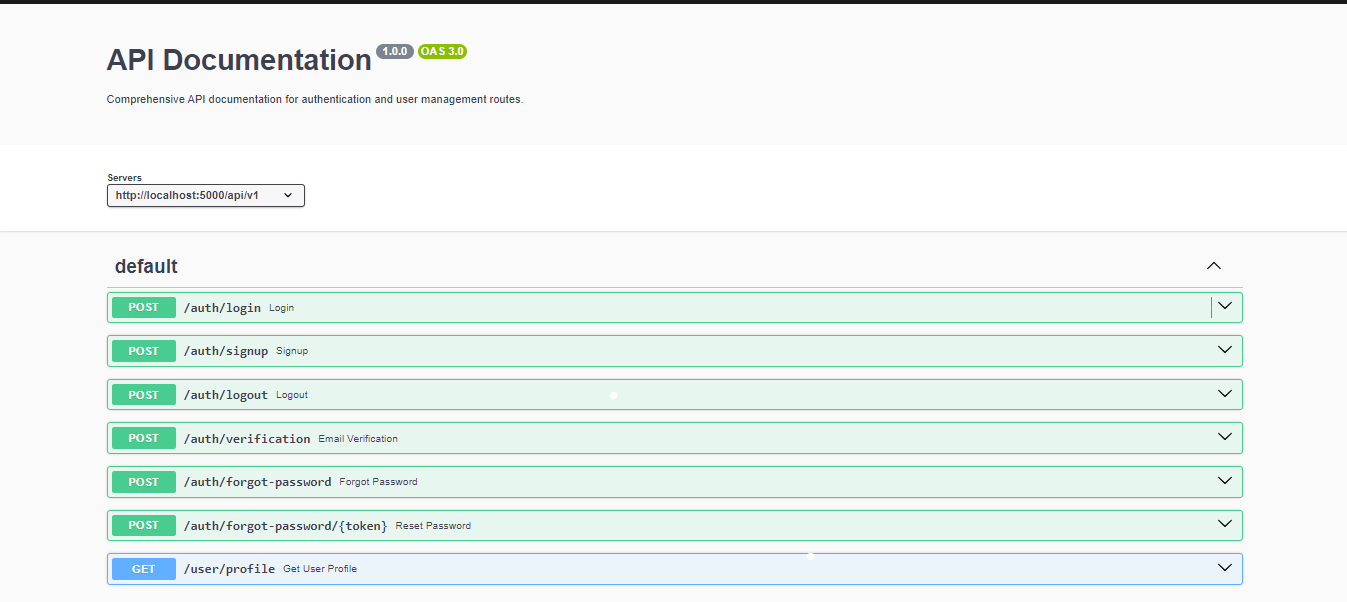 API Documentation 1.0.0 OAS 3.0
Comprehensive API documentation for authentication and user management routes.
Servers
http://localhost:5000/api/v1
default
POST /auth/login Login
POST /auth/signup Signup
POST /auth/logout Logout
POST /auth/verification Email Verification
POST /auth/forgot-password Forgot Password
POST /auth/forgot-password/{token} Reset Password
GET /user/profile Get User Profile